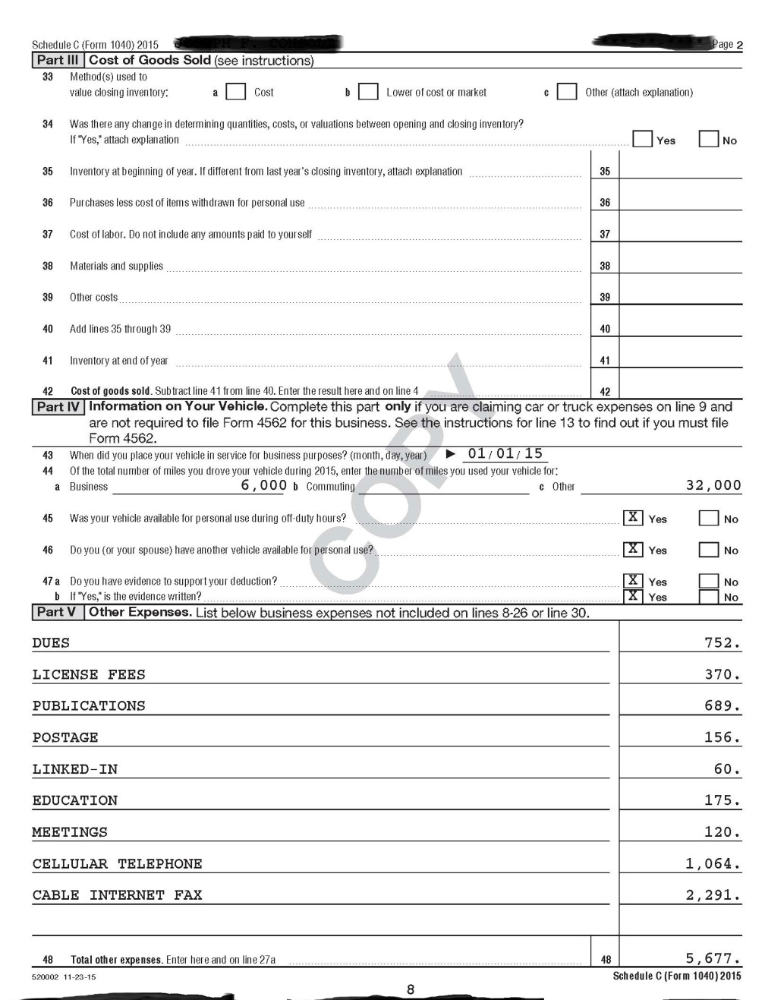 Schedule C (Form 1040) 2015 Page 2
Part III Cost of Goods Sold (see instructions)
33 Method(s) used to
value closing inventory: a Cost b Lower of cost or market c Other (attach explanation)
34 Was there any change in determining quantities, costs, or valuations between opening and closing inventory?
If "Yes," attach explanation Yes No
35 Inventory at beginning of year. If different from last year's closing inventory, attach explanation 35
36 Purchases less cost of items withdrawn for personal use 36
37 Cost of labor. Do not include any amounts paid to yourself 37
38 Materials and supplies 38
39 Other costs 39
40 Add lines 35 through 39 40
41 Inventory at end of year 41
42 Cost of goods sold. Subtract line 41 from line 40. Enter the result here and on line 4 42
Part IV Information on Your Vehicle. Complete this part only if you are claiming car or truck expenses on line 9 and
are not required to file Form 4562 for this business. See the instructions for line 13 to find out if you must file
Form 4562.
43 When did you place your vehicle in service for business purposes? (month, day, year) ▶ 01 / 01 / 15
44 Of the total number of miles you drove your vehicle during 2015, enter the number of miles you used your vehicle for:
a Business 6,000 b Commuting c Other 32,000
45 Was your vehicle available for personal use during off-duty hours? X Yes No
46 Do you (or your spouse) have another vehicle available for personal use? X Yes No
47 a Do you have evidence to support your deduction? X Yes No
b If "Yes," is the evidence written? X Yes No
COPY
Part V Other Expenses. List below business expenses not included on lines 8-26 or line 30.
DUES 752.
LICENSE FEES 370.
PUBLICATIONS 689.
POSTAGE 156.
LINKED-IN 60.
EDUCATION 175.
MEETINGS 120.
CELLULAR TELEPHONE 1,064.
CABLE INTERNET FAX 2,291.
48 Total other expenses. Enter here and on line 27a 48 5,677.
520002 11-23-15 Schedule C (Form 1040) 2015
8